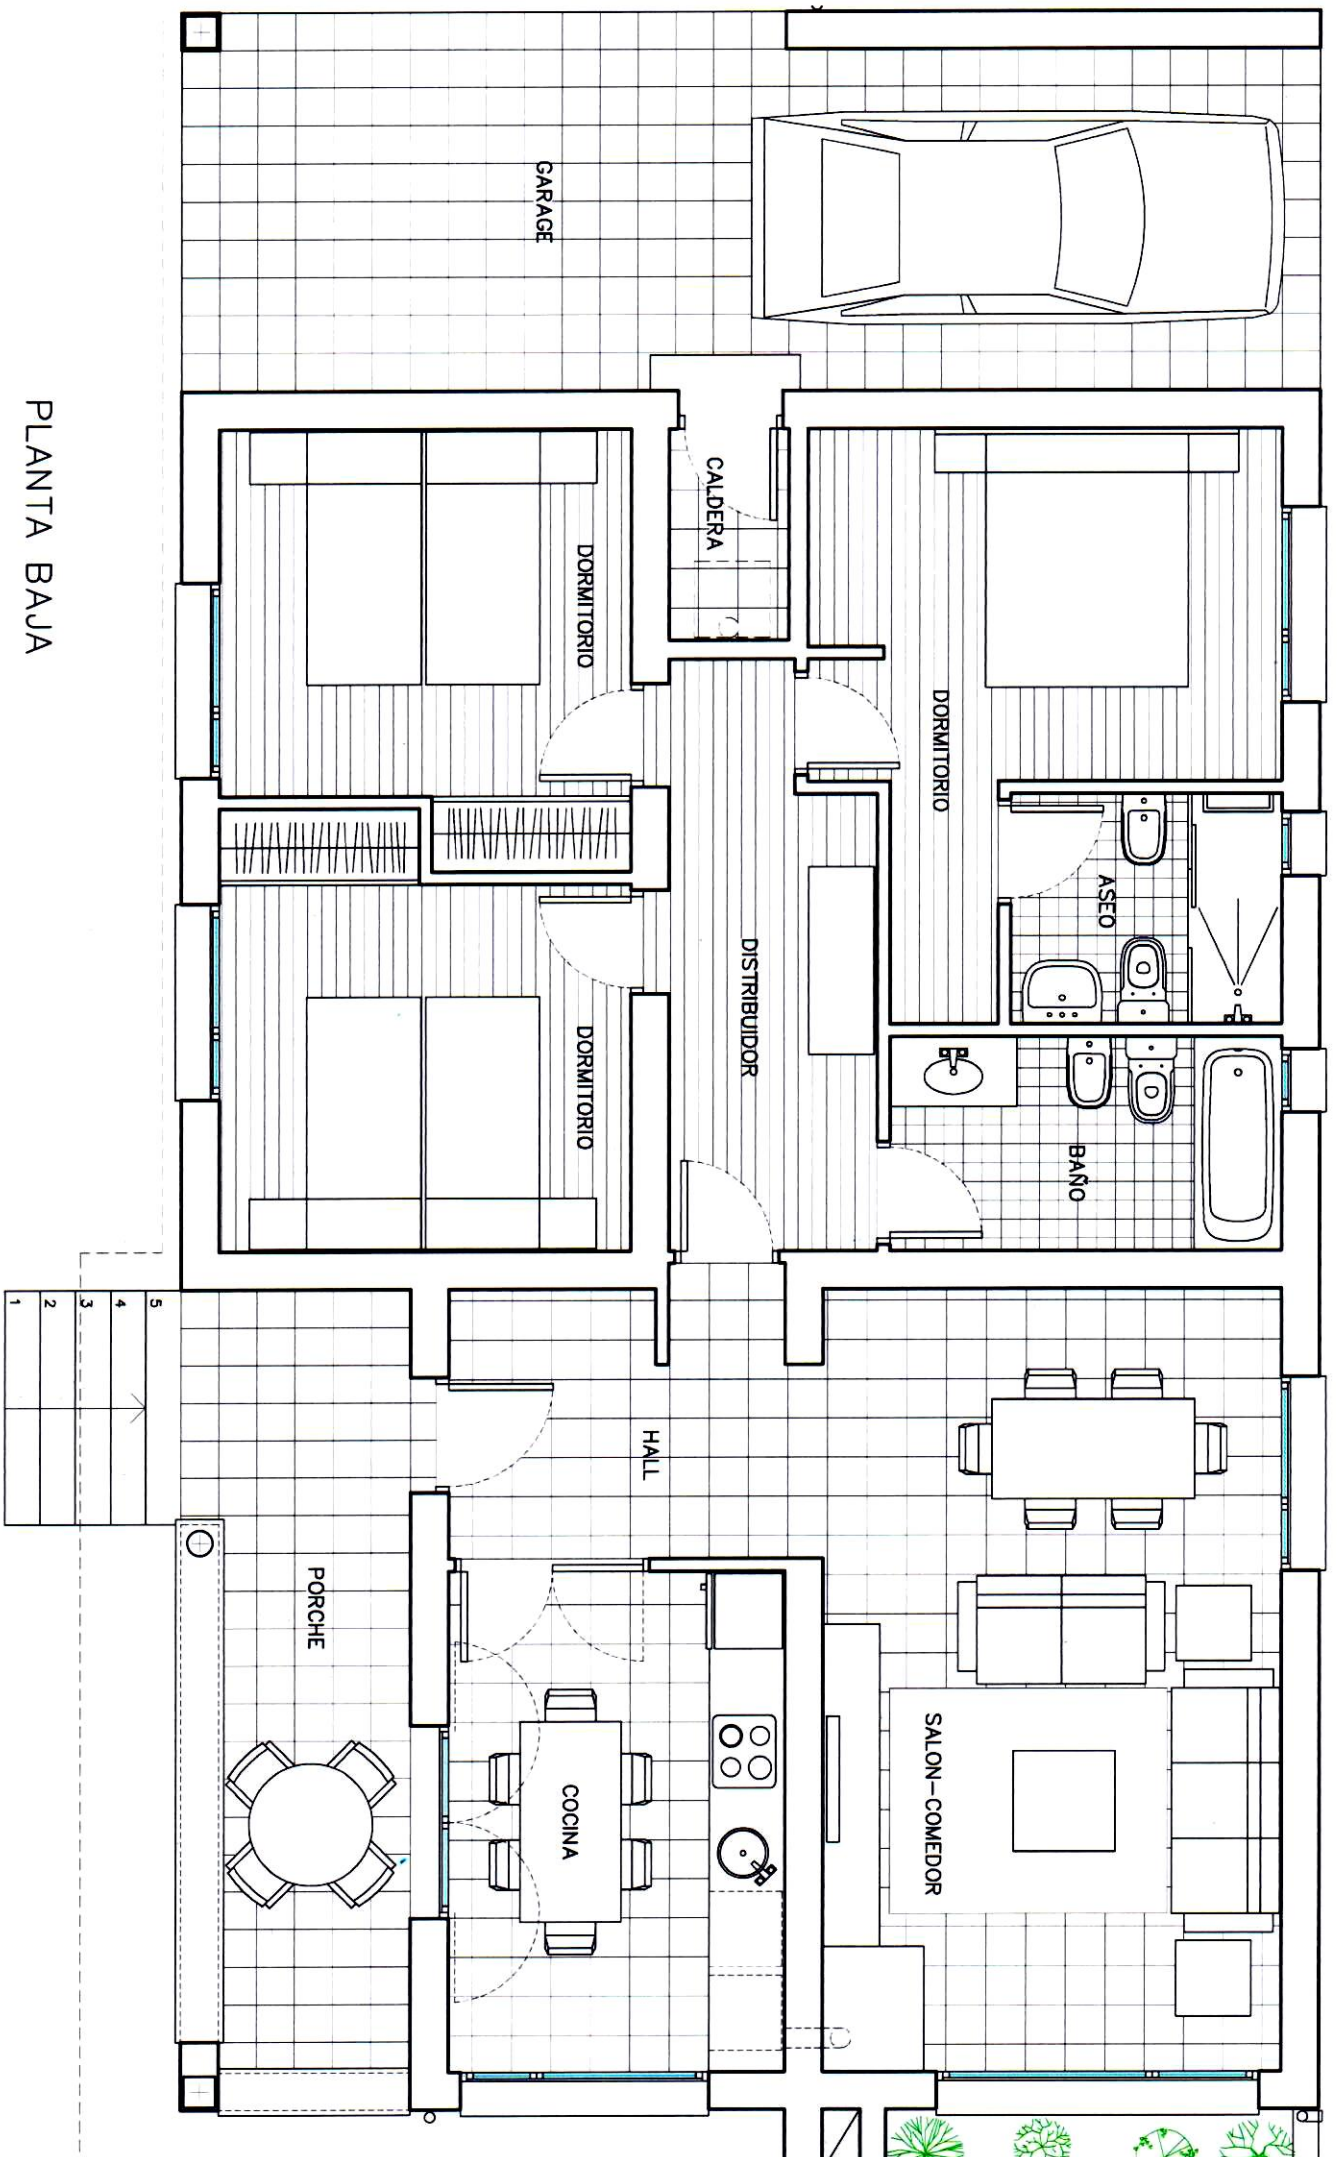 GARAGE
CALDERA
DORMITORIO
DORMITORIO
ASEO
DISTRIBUIDOR
DORMITORIO
BAÑO
HALL
PORCHE
COCINA
SALON-COMEDOR
1
2
3
4
5
PLANTA BAJA